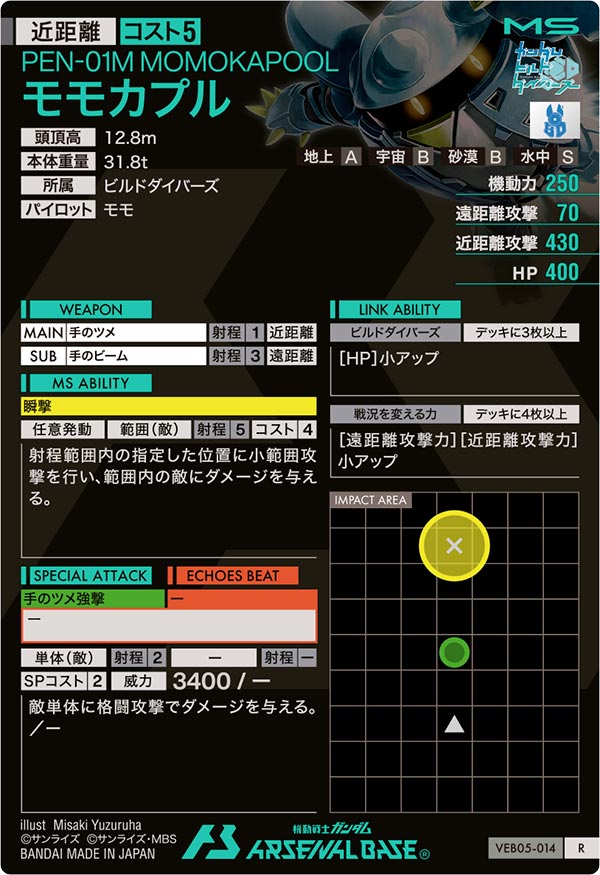 近距離 コスト5
MS
PEN-01M MOMOKAPOOL
モモカプル
ガンダムビルドダイバーズ
頭頂高 12.8m
本体重量 31.8t
所属 ビルドダイバーズ
パイロット モモ
地上 A 宇宙 B 砂漠 B 水中 S
機動力 250
遠距離攻撃 70
近距離攻撃 430
HP 400
WEAPON
MAIN 手のツメ 射程 1 近距離
SUB 手のビーム 射程 3 遠距離
MS ABILITY
瞬撃
任意発動 範囲(敵) 射程 5 コスト 4
射程範囲内の指定した位置に小範囲攻
撃を行い、範囲内の敵にダメージを与え
る。
SPECIAL ATTACK
ECHOES BEAT
手のツメ強撃
ー
ー
単体(敵) 射程 2 ー 射程 ー
SPコスト 2 威力 3400 / ー
敵単体に格闘攻撃でダメージを与える。
/ー
LINK ABILITY
ビルドダイバーズ デッキに3枚以上
[HP]小アップ
戦況を変える力 デッキに4枚以上
[遠距離攻撃力][近距離攻撃力]
小アップ
IMPACT AREA
illust Misaki Yuzuruha
©サンライズ ©サンライズ・MBS
BANDAI MADE IN JAPAN
機動戦士ガンダム
ARSENAL BASE®
VEB05-014 R